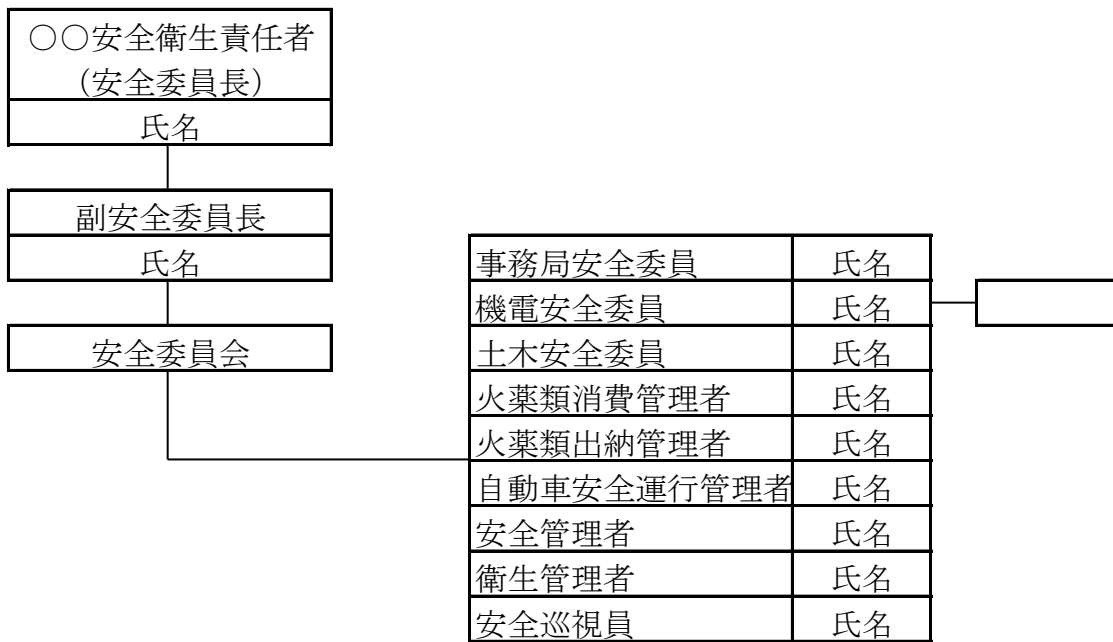 ○○安全衛生責任者
(安全委員長)
氏名
副安全委員長
氏名
安全委員会
事務局安全委員 氏名
機電安全委員 氏名
土木安全委員 氏名
火薬類消費管理者 氏名
火薬類出納管理者 氏名
自動車安全運行管理者 氏名
安全管理者 氏名
衛生管理者 氏名
安全巡視員 氏名